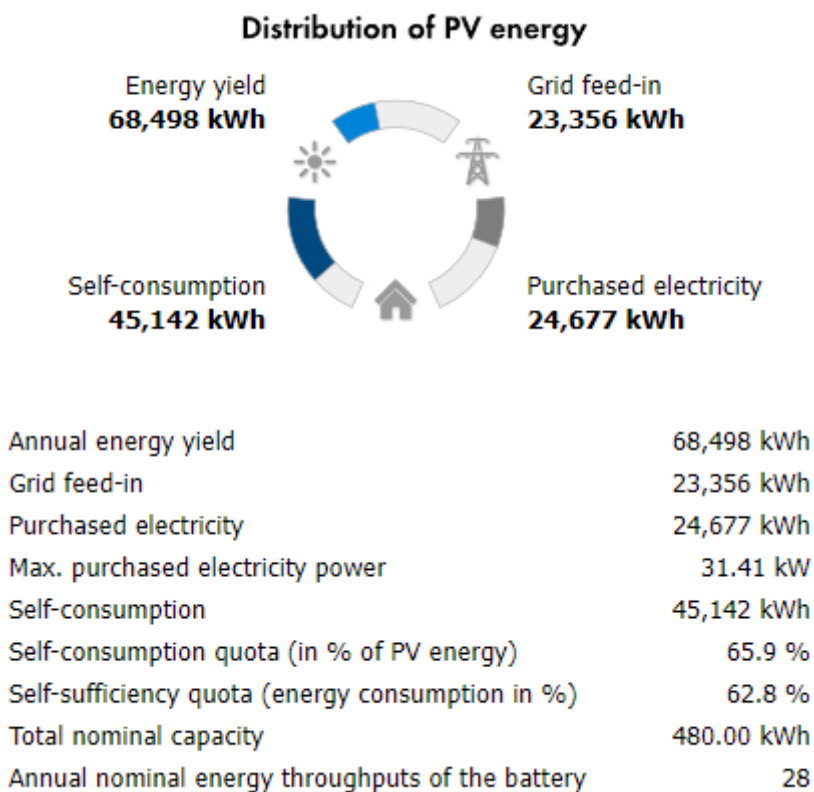 Distribution of PV energy
Energy yield
68,498 kWh
Grid feed-in
23,356 kWh
Self-consumption
45,142 kWh
Purchased electricity
24,677 kWh
Annual energy yield 68,498 kWh
Grid feed-in 23,356 kWh
Purchased electricity 24,677 kWh
Max. purchased electricity power 31.41 kW
Self-consumption 45,142 kWh
Self-consumption quota (in % of PV energy) 65.9 %
Self-sufficiency quota (energy consumption in %) 62.8 %
Total nominal capacity 480.00 kWh
Annual nominal energy throughputs of the battery 28